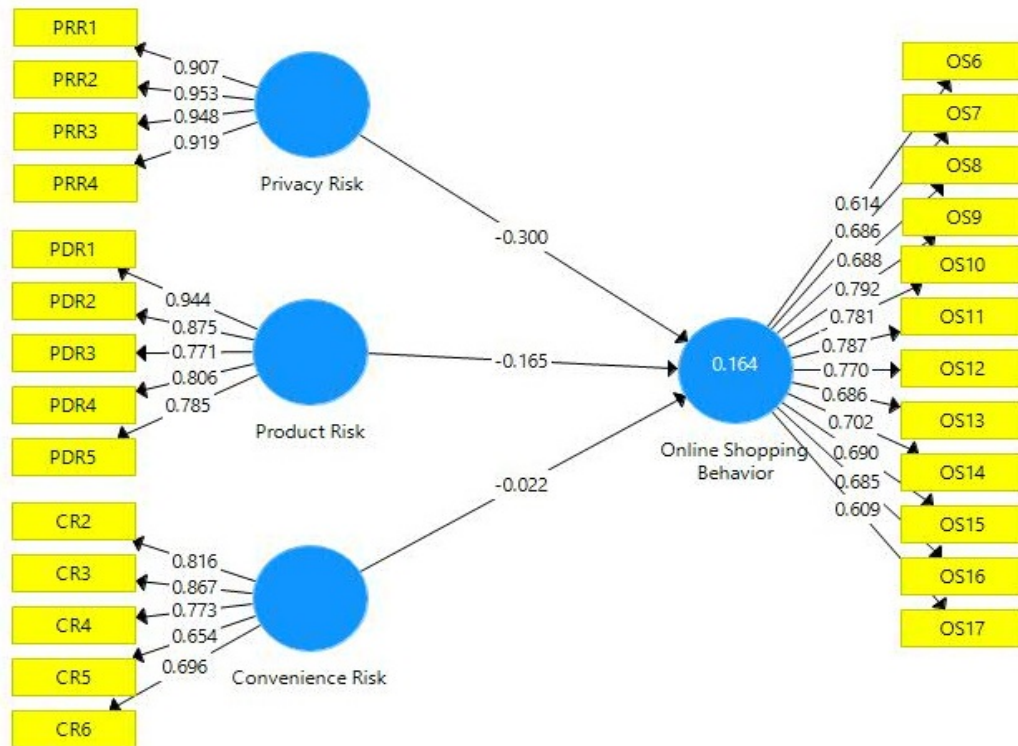 PRR1
PRR2
PRR3
PRR4
0.907
0.953
0.948
0.919
Privacy Risk
PDR1
PDR2
PDR3
PDR4
PDR5
0.944
0.875
0.771
0.806
0.785
Product Risk
CR2
CR3
CR4
CR5
CR6
0.816
0.867
0.773
0.654
0.696
Convenience Risk
-0.300
-0.165
-0.022
0.164
Online Shopping
Behavior
0.614
0.686
0.688
0.792
0.781
0.787
0.770
0.686
0.702
0.690
0.685
0.609
OS6
OS7
OS8
OS9
OS10
OS11
OS12
OS13
OS14
OS15
OS16
OS17